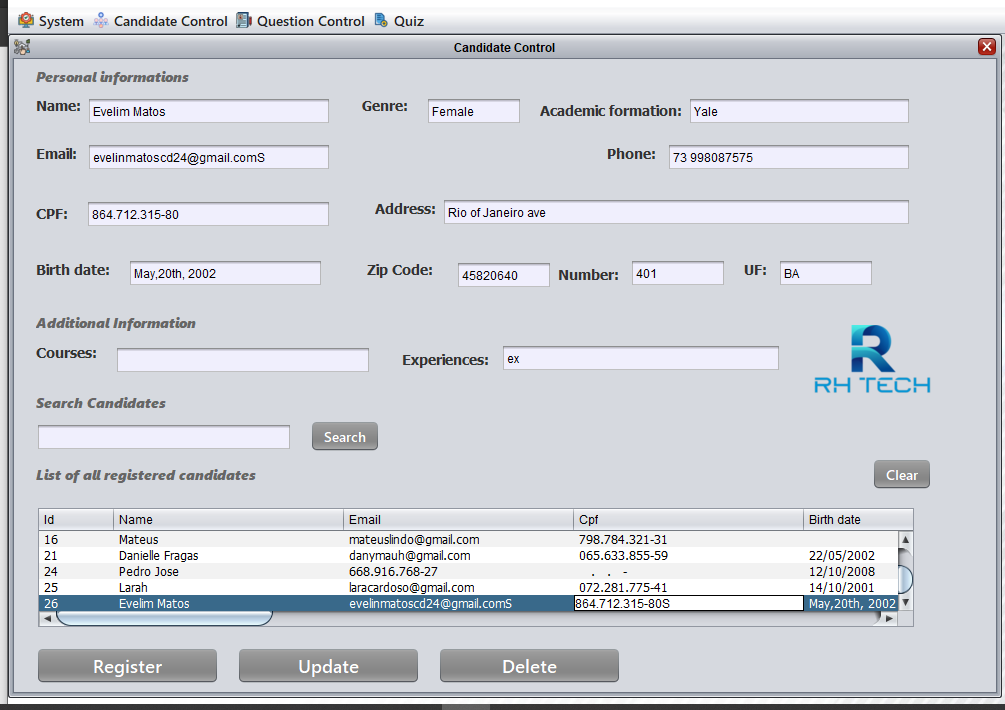 System Candidate Control Question Control Quiz
Candidate Control
Personal informations
Name: Evelim Matos Genre: Female Academic formation: Yale
Email: evelinmatoscd24@gmail.comS Phone: 73 998087575
CPF: 864.712.315-80 Address: Rio of Janeiro ave
Birth date: May,20th, 2002 Zip Code: 45820640 Number: 401 UF: BA
Additional Information
Courses: Experiences: ex
RH TECH
Search Candidates
Search
List of all registered candidates
Clear
Id Name Email Cpf Birth date
16 Mateus mateuslindo@gmail.com 798.784.321-31
21 Danielle Fragas danymauh@gmail.com 065.633.855-59 22/05/2002
24 Pedro Jose 668.916.768-27 . . - 12/10/2008
25 Larah laracardoso@gmail.com 072.281.775-41 14/10/2001
26 Evelim Matos evelinmatoscd24@gmail.comS 864.712.315-80S May,20th, 2002
Register Update Delete